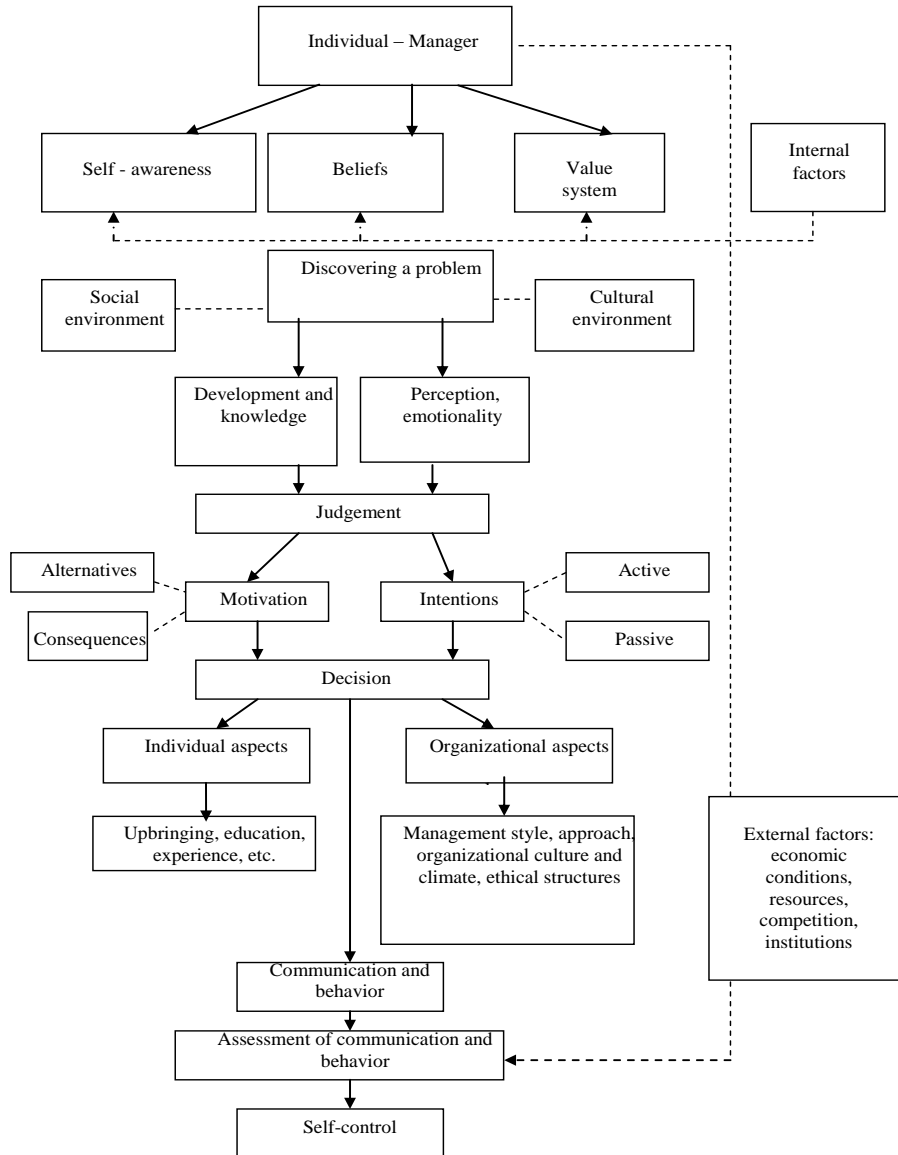 Individual – Manager
Self - awareness
Beliefs
Value
system
Internal
factors
Discovering a problem
Social
environment
Cultural
environment
Development and
knowledge
Perception,
emotionality
Judgement
Alternatives
Motivation
Consequences
Intentions
Active
Passive
Decision
Individual aspects
Organizational aspects
Upbringing, education,
experience, etc.
Management style, approach,
organizational culture and
climate, ethical structures
External factors:
economic
conditions,
resources,
competition,
institutions
Communication and
behavior
Assessment of communication and
behavior
Self-control